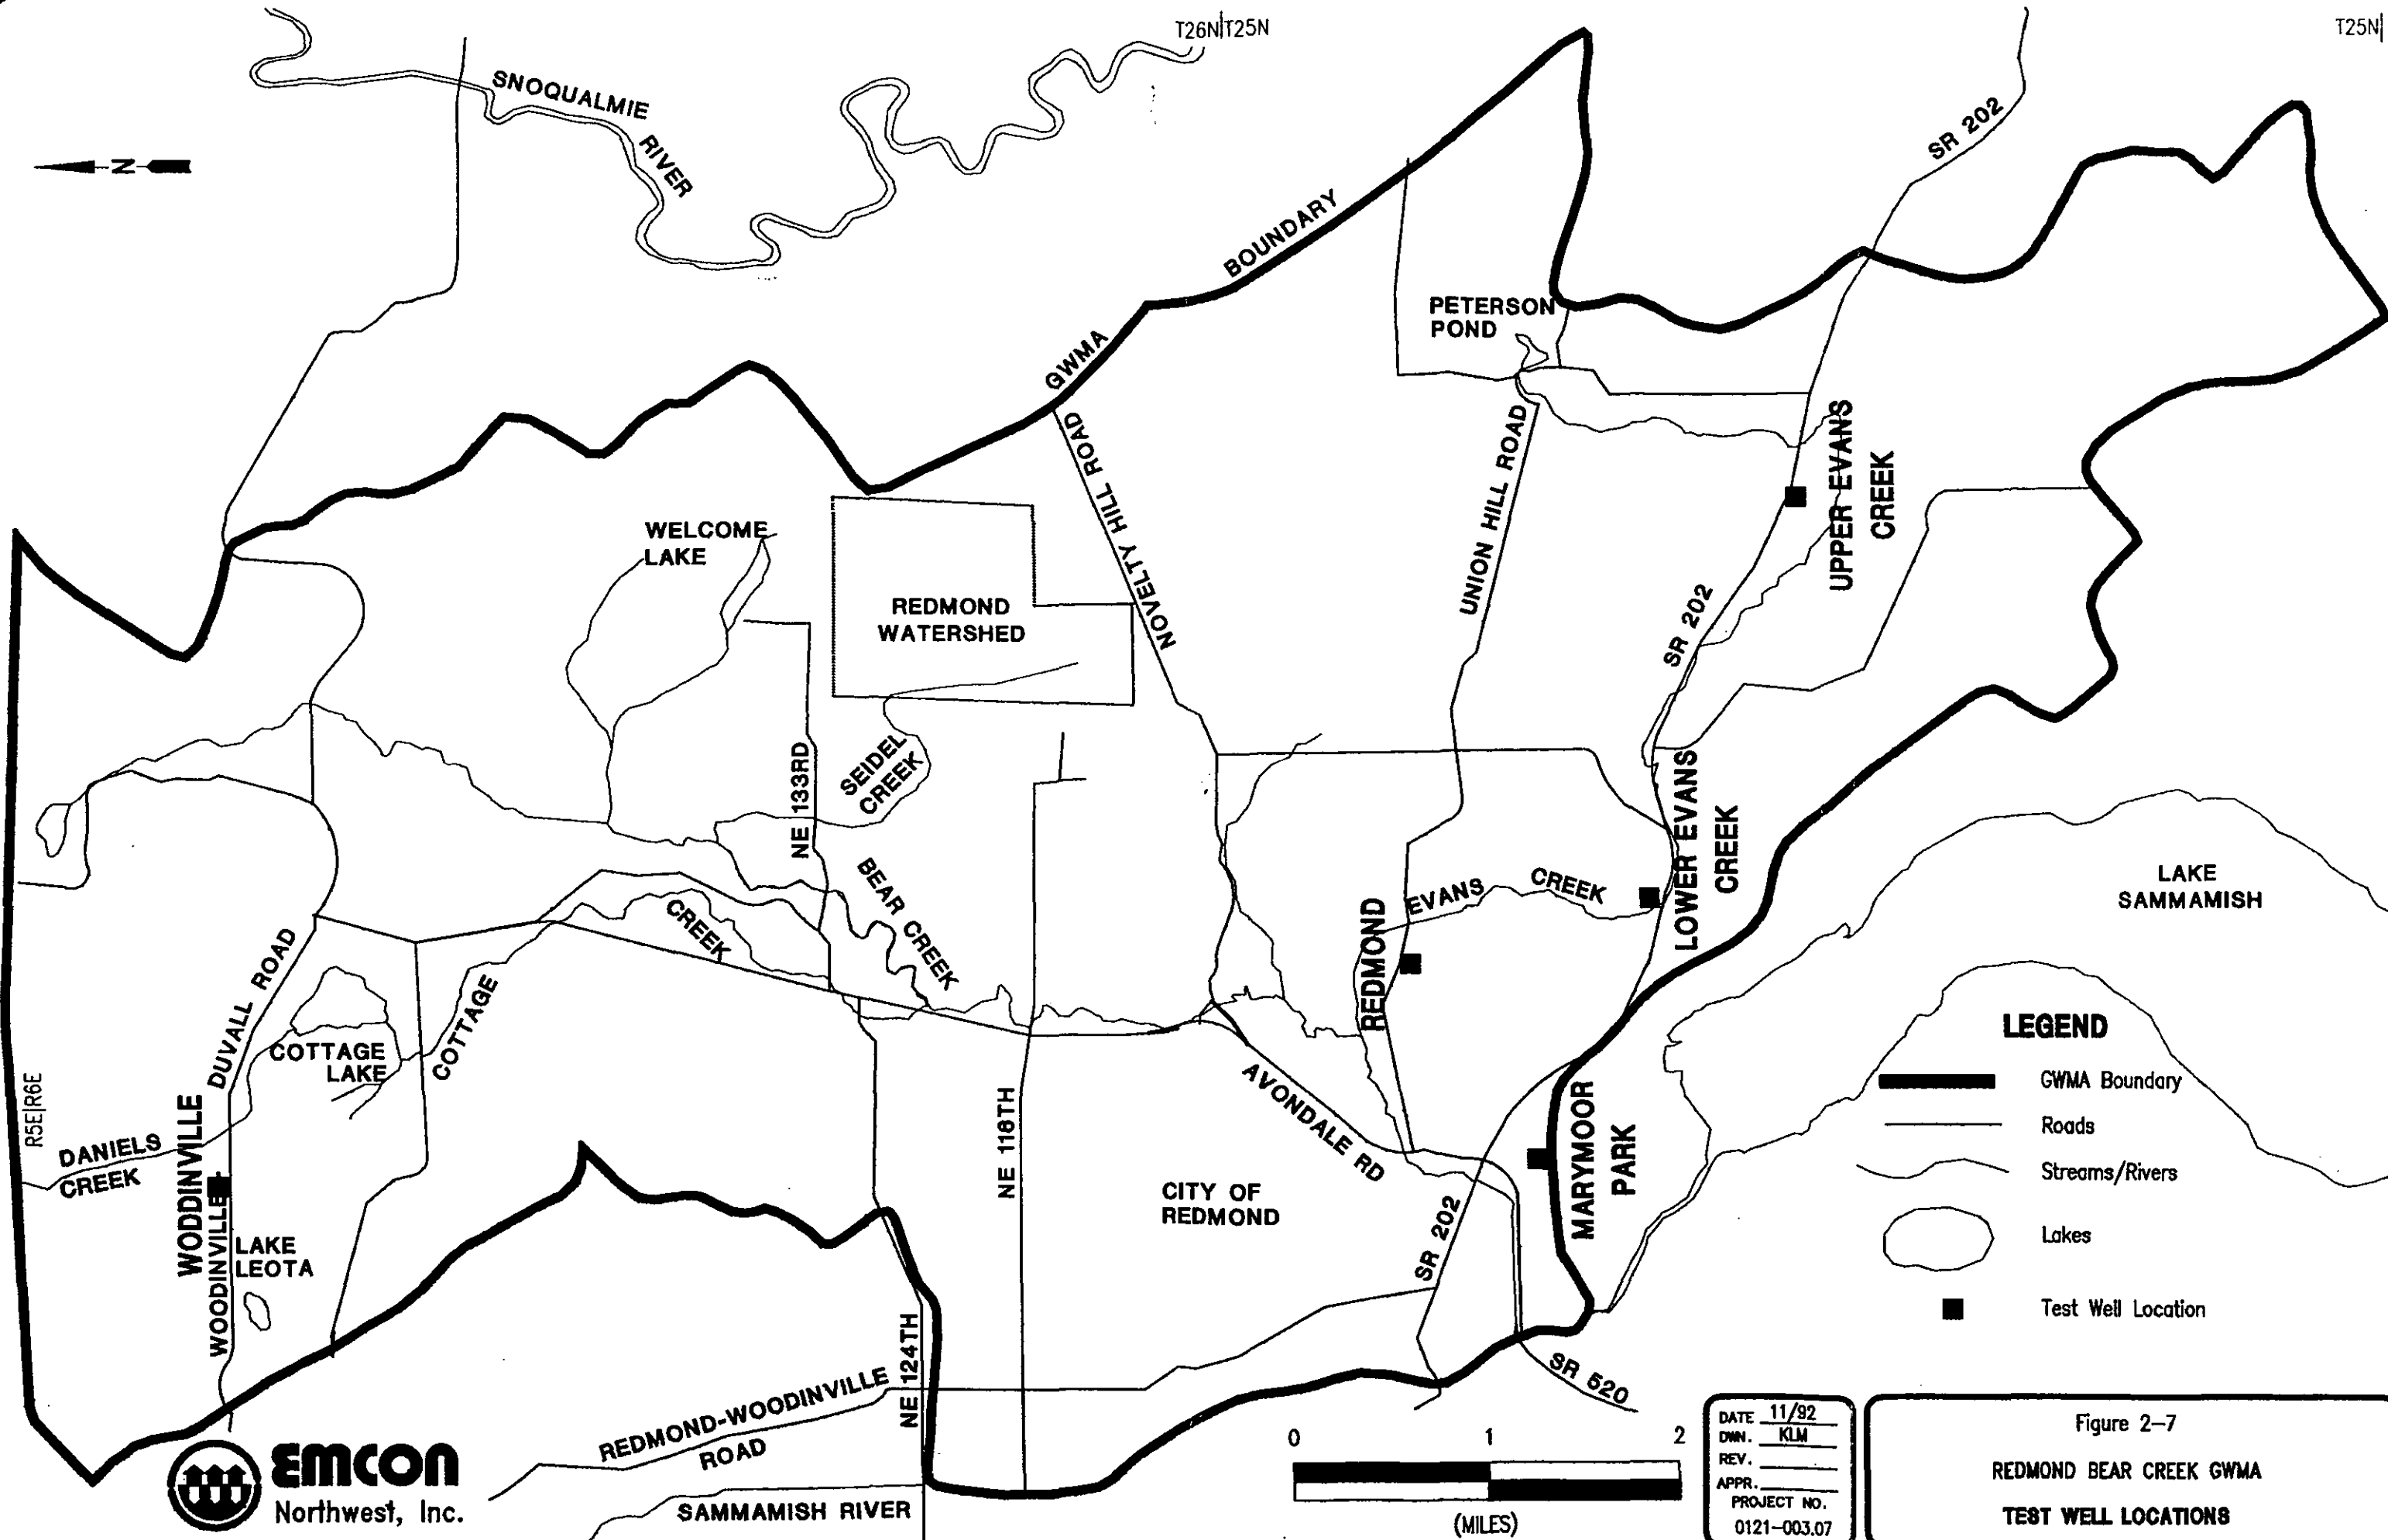 T26N|T25N
T25N|
SNOQUALMIE
RIVER
N
SR 202
GWMA
BOUNDARY
PETERSON
POND
WELCOME
LAKE
REDMOND
WATERSHED
NOVELTY HILL ROAD
UNION HILL ROAD
UPPER EVANS
CREEK
SR 202
NE 133RD
SEIDEL
CREEK
BEAR CREEK
LOWER EVANS
CREEK
LAKE
SAMMAMISH
EVANS
CREEK
REDMOND
CREEK
COTTAGE
DUVALL ROAD
COTTAGE
LAKE
R5E|R6E
DANIELS
CREEK
WODDINVILLE
WOODINVILLE
LAKE
LEOTA
NE 116TH
AVONDALE RD
CITY OF
REDMOND
MARYMOOR
PARK
SR 202
SR 520
NE 124TH
REDMOND-WOODINVILLE
ROAD
SAMMAMISH RIVER
LEGEND
GWMA Boundary
Roads
Streams/Rivers
Lakes
Test Well Location
EMCON
Northwest, Inc.
0 1 2
(MILES)
DATE 11/92
DWN. KLM
REV.
APPR.
PROJECT NO.
0121-003.07
Figure 2-7
REDMOND BEAR CREEK GWMA
TEST WELL LOCATIONS